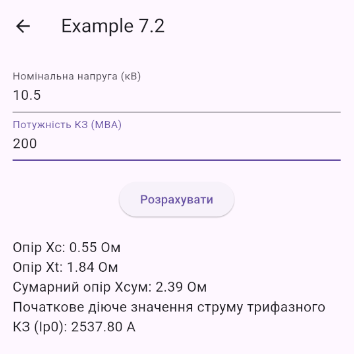 Example 7.2
Номінальна напруга (кВ)
10.5
Потужність КЗ (МВА)
200
Розрахувати
Опір Xc: 0.55 Ом
Опір Xt: 1.84 Ом
Сумарний опір Xсум: 2.39 Ом
Початкове діюче значення струму трифазного
КЗ (Ip0): 2537.80 А